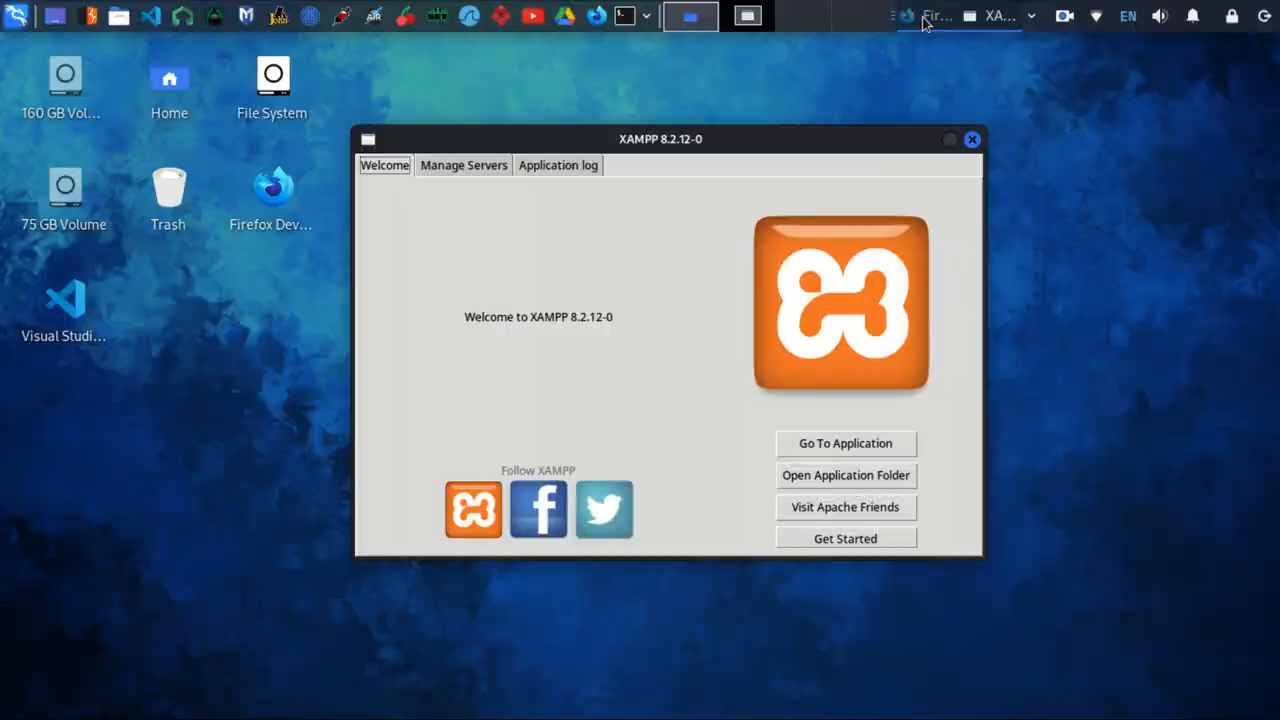 Fir...
XA...
EN
160 GB Vol...
Home
File System
75 GB Volume
Trash
Firefox Dev...
Visual Studi...
XAMPP 8.2.12-0
Welcome
Manage Servers
Application log
Welcome to XAMPP 8.2.12-0
Follow XAMPP
Go To Application
Open Application Folder
Visit Apache Friends
Get Started